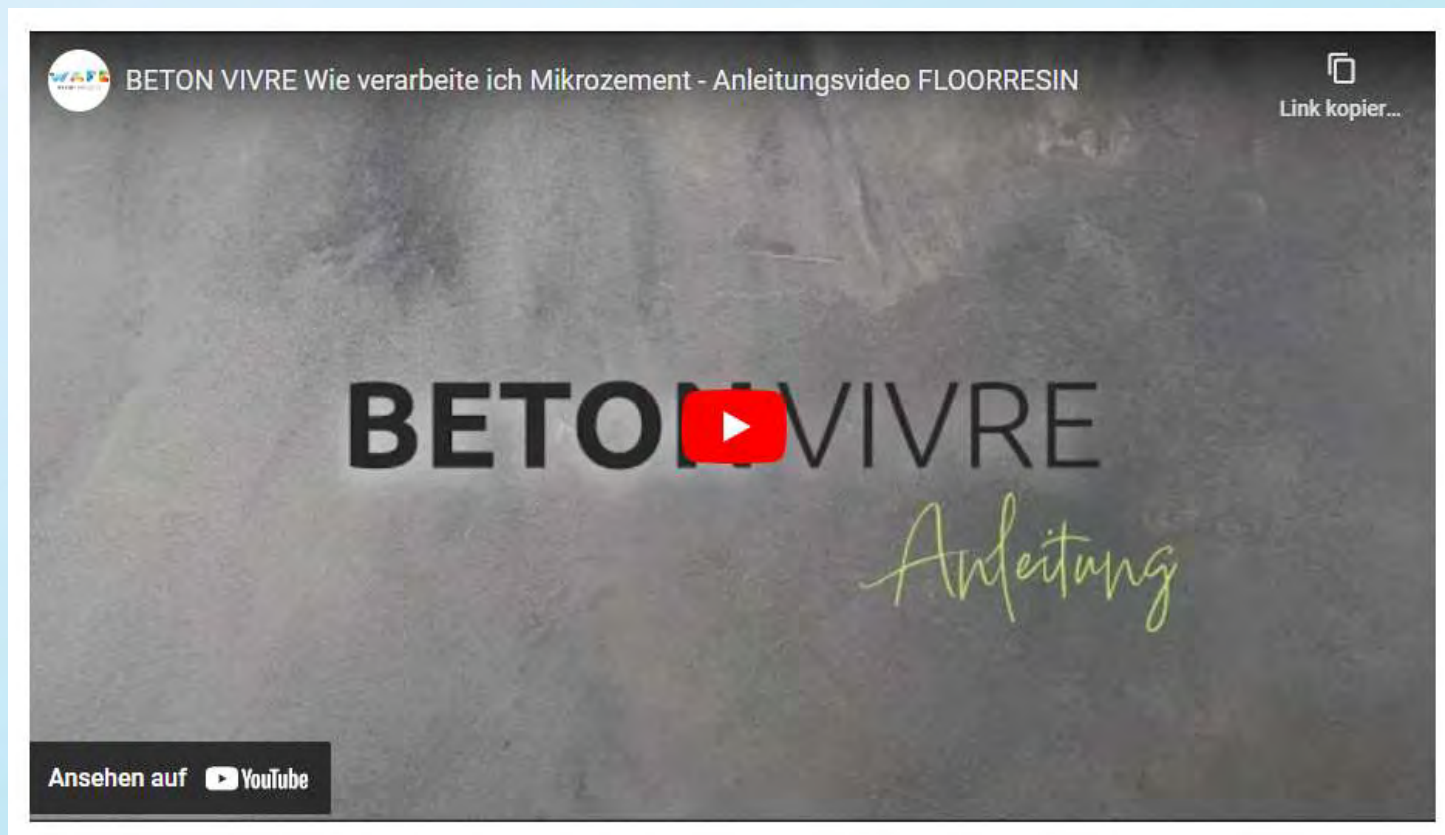 BETON VIVRE Wie verarbeite ich Mikrozement - Anleitungsvideo FLOORRESIN
Link kopier...
BETON VIVRE
Anleitung
Ansehen auf YouTube